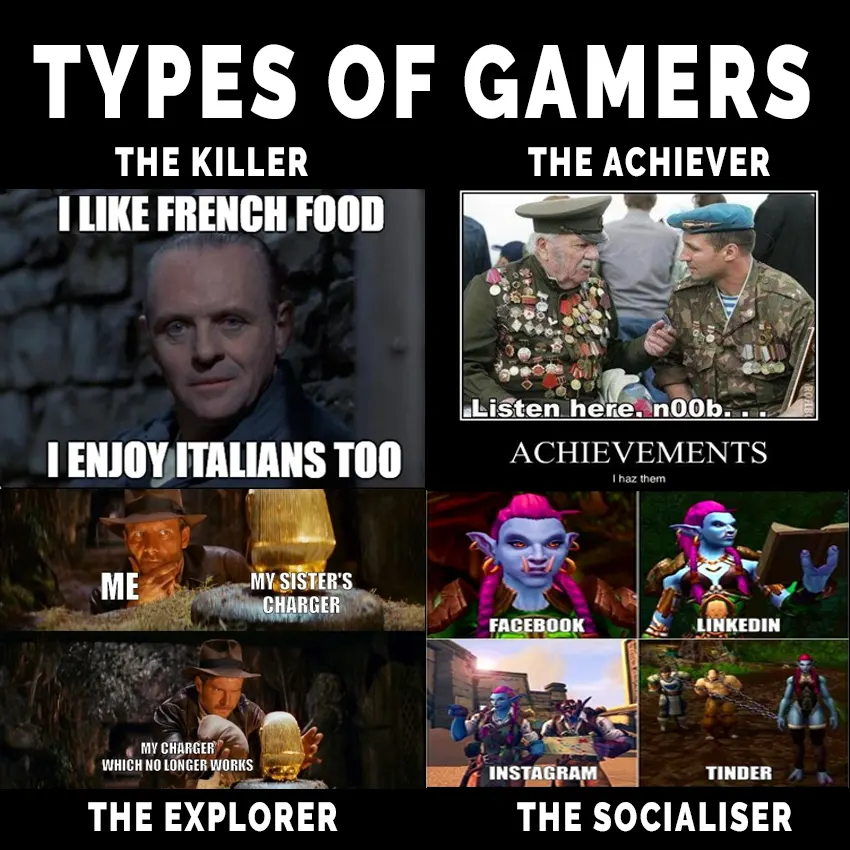 TYPES OF GAMERS
THE KILLER
THE ACHIEVER
I LIKE FRENCH FOOD
I ENJOY ITALIANS TOO
Listen here, n00b. . .
ACHIEVEMENTS
I haz them
ME
MY SISTER'S
CHARGER
MY CHARGER
WHICH NO LONGER WORKS
FACEBOOK
LINKEDIN
INSTAGRAM
TINDER
THE EXPLORER
THE SOCIALISER